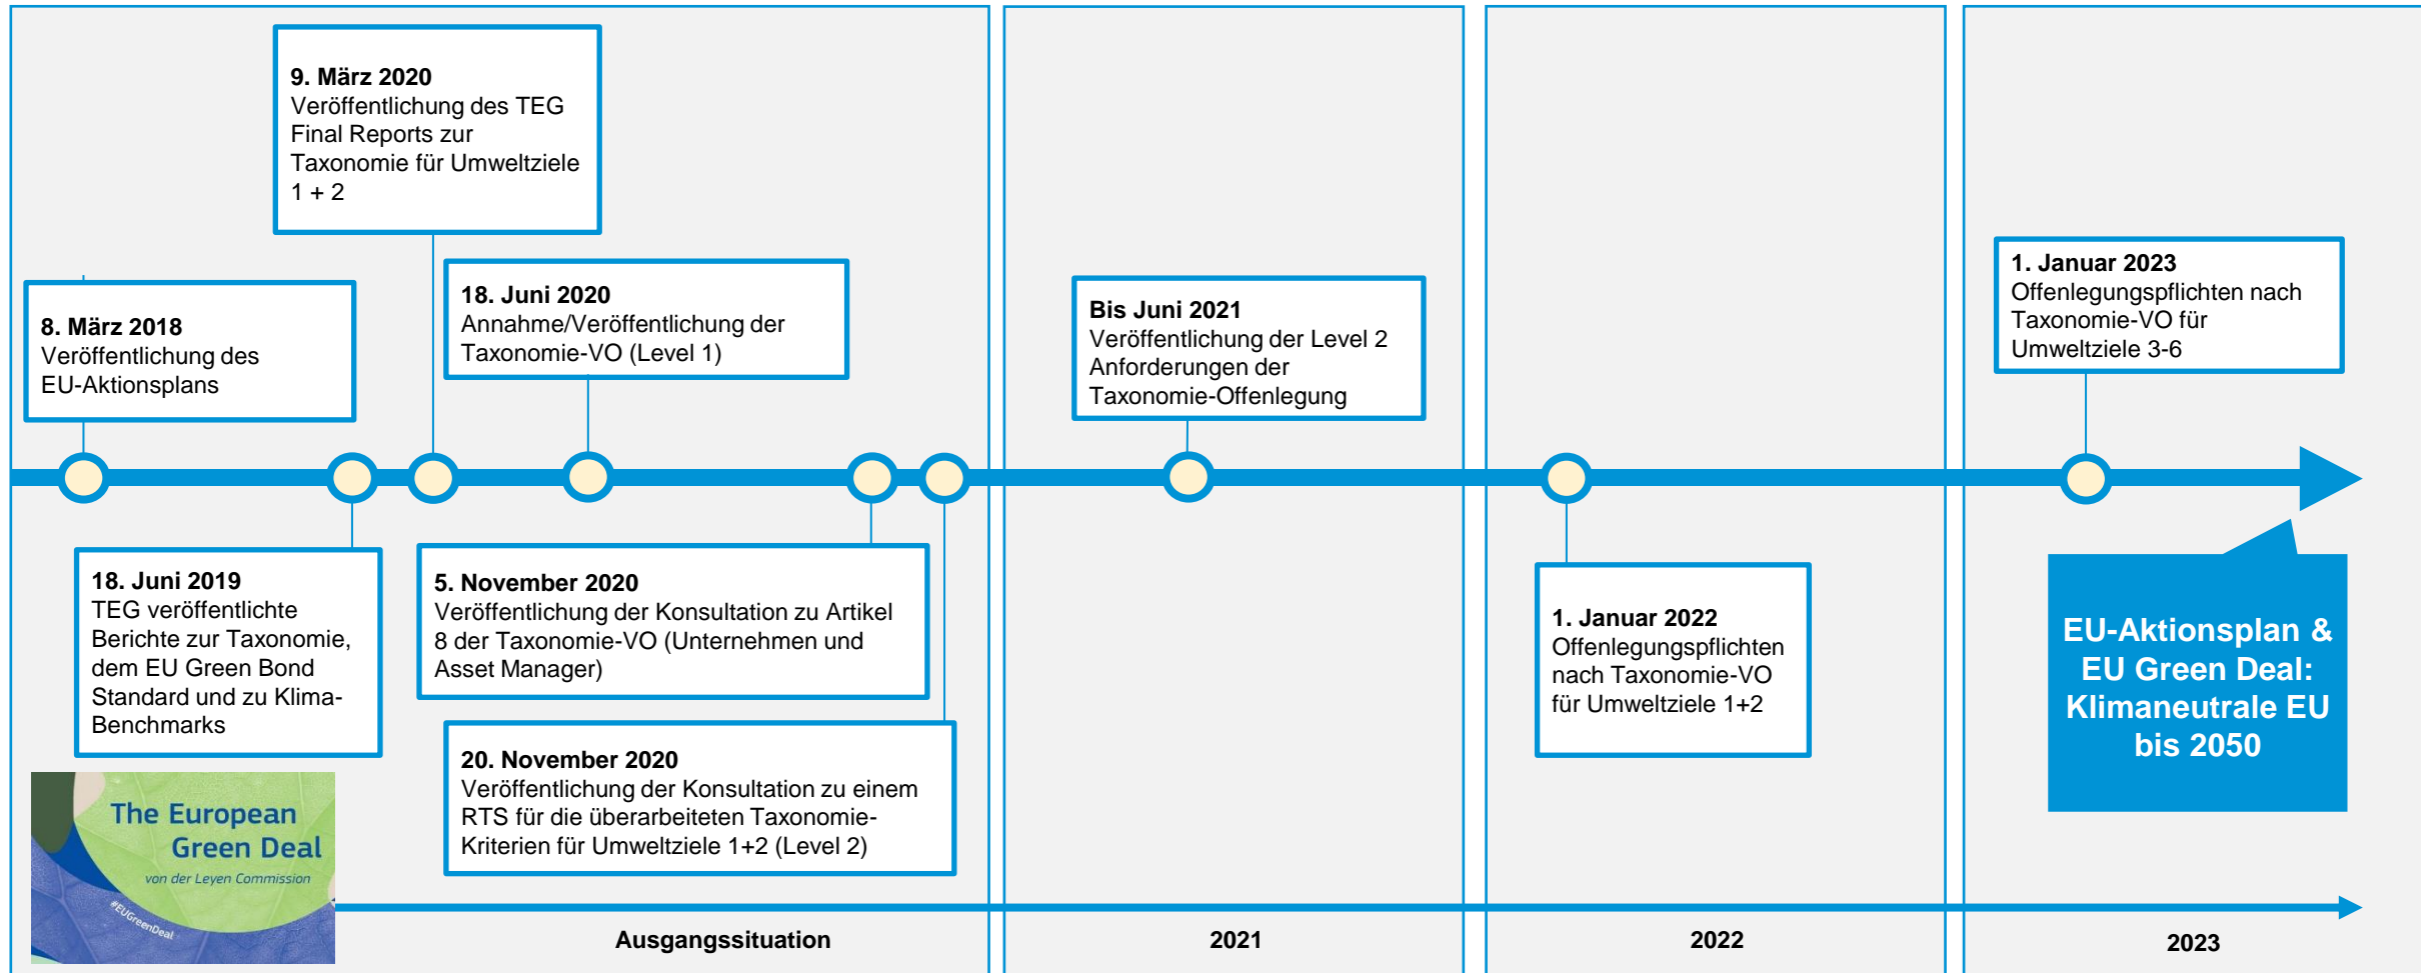 9. März 2020
Veröffentlichung des TEG
Final Reports zur
Taxonomie für Umweltziele
1 + 2
8. März 2018
Veröffentlichung des
EU-Aktionsplans
18. Juni 2020
Annahme/Veröffentlichung der
Taxonomie-VO (Level 1)
Bis Juni 2021
Veröffentlichung der Level 2
Anforderungen der
Taxonomie-Offenlegung
1. Januar 2023
Offenlegungspflichten nach
Taxonomie-VO für
Umweltziele 3-6
18. Juni 2019
TEG veröffentlichte
Berichte zur Taxonomie,
dem EU Green Bond
Standard und zu Klima-
Benchmarks
5. November 2020
Veröffentlichung der Konsultation zu Artikel
8 der Taxonomie-VO (Unternehmen und
Asset Manager)
20. November 2020
Veröffentlichung der Konsultation zu einem
RTS für die überarbeiteten Taxonomie-
Kriterien für Umweltziele 1+2 (Level 2)
1. Januar 2022
Offenlegungspflichten
nach Taxonomie-VO
für Umweltziele 1+2
EU-Aktionsplan &
EU Green Deal:
Klimaneutrale EU
bis 2050
The European
Green Deal
von der Leyen Commission
#EUGreenDeal
Ausgangssituation
2021
2022
2023